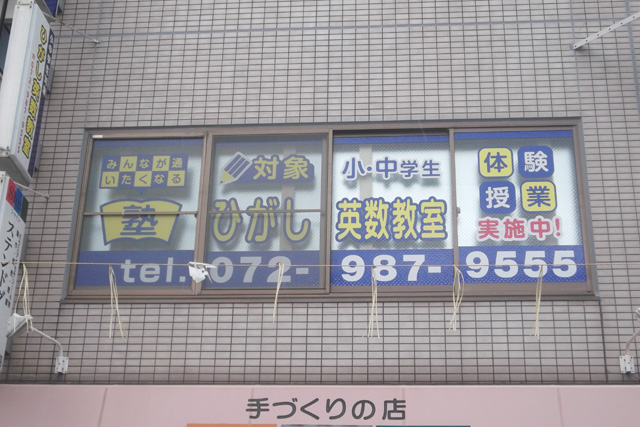 みんなが通
いたくなる
塾
対象
小・中学生
ひがし
英数教室
体験
授業
実施中!
tel. 072-987-9555
手づくりの店